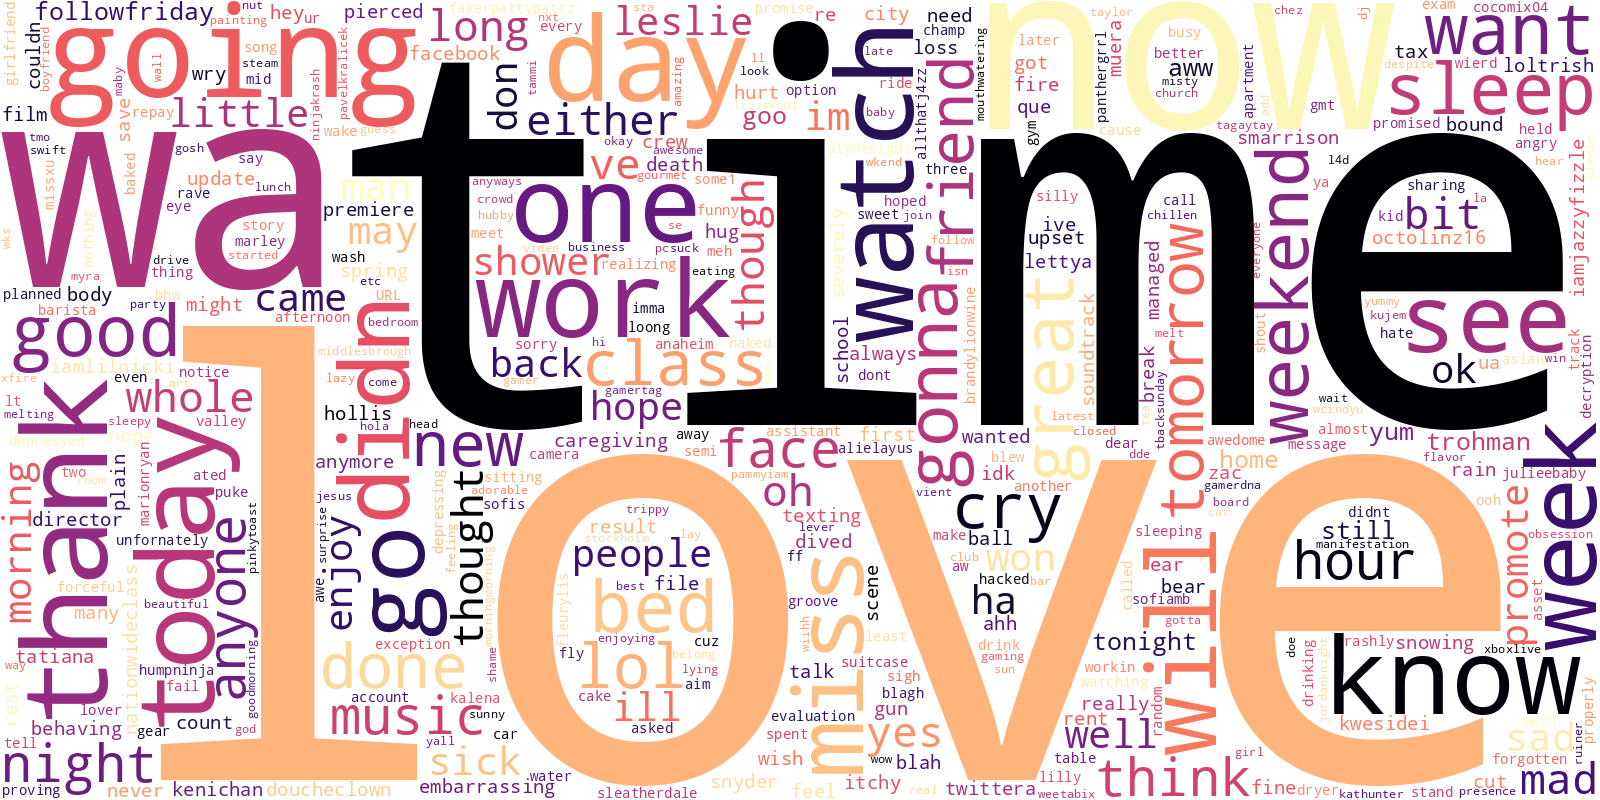 followfriday
going
long
leslie
day
now
want
sleep
time
love
wa
watch
gonna
friend
one
work
class
back
hope
face
good
thank
today
whole
didn
go
new
thought
enjoy
anyone
little
either
im
goo
don
couldn
wry
hey
ur
nut
painting
pierced
facebook
fakerpattypattz
nxt
every
sta
promise
re
city
need
champ
loss
late
mouthwatering
taylor
later
got
fire
que
muera
panthergrrl
chez
busy
better
aww
misty
church
apartment
dj
exam
tax
despite
wierd
cocomix04
loltrish
girlfriend
boyfriend
film
song
steam
mid
wall
save
repay
ninjakrash
pavelkralicek
tammi
amazing
ll
look
hurt
liziskool
option
baby
ride
allthatj4zz
gym
cause
add
gmt
tagaytay
promised
bound
held
angry
smarrison
tmo
swift
gosh
say
wake
guess
okay
crew
awesome
alydesigns
wkend
three
l4d
hear
please
missxu
baked
rave
eye
update
lunch
man
premiere
may
ve
death
gourmet
some1
anyways
crowd
hubby
meet
funny
hug
meh
se
though
severely
hoped
sweet
join
follow
isn
silly
ive
upset
lettya
call
chillen
managed
tomorrow
weekend
everyone
ya
sharing
la
kid
bit
octolinz16
iamjazzyfizzle
wks
nothing
story
marley
started
drive
thing
myra
wash
spring
etc
URL
shower
video
business
realizing
pc
suck
eating
planned
body
bhw
party
might
came
afternoon
bedroom
barista
imma
loong
sorry
hi
anaheim
naked
school
always
dont
brandylionwine
great
soundtrack
break
melt
shout
yummy
kujem
hate
see
ok
ua
asian
win
track
decryption
iamlilnicki
notice
xfire
even
art
middlesbrough
lazy
come
gamer
gamertag
tbacksunday
latest
closed
wait
wcindyu
almost
yum
message
lt
melting
sleepy
valley
hollis
hola
head
depressed
nope
caregiving
away
camera
semi
assistant
first
alielayus
wanted
idk
blew
another
dear
dde
awedome
home
zac
trohman
flavor
rain
julieebaby
week
morning
two
room
plain
marionryan
ated
puke
anymore
jesus
sitting
adorable
sofis
pammyiam
oh
texting
lever
dived
ff
vient
cry
gamerdna
board
cat
ooh
didnt
still
manifestation
hour
obsession
promote
asset
director
unfornately
pinkytoast
awe.surprise
depressing
feeling
result
trippy
stockholm
lay
people
best
file
bed
groove
scene
make
ball
club
aw
won
hacked
bar
ha
ahh
sleeping
ear
bear
sofiamb
called
gotta
forceful
many
nationwideclass
beautiful
morningmorning
fleurylis
enjoying
cuz
belong
lol
fly
lying
aim
cake
ill
asked
wiihh
miss
least
talk
suitcase
sigh
blagh
gun
drink
gaming
sun
tonight
workin
watching
will
doe
rashly
snowing
xboxlive
drinking
jordanknight
know
kwesidei
tatiana
way
rest
lover
behaving
humpninja
fail
goodmorning
god
exception
shame
done
account
kalena
music
sunny
car
yall
evaluation
spent
yes
really
rent
well
random
table
girl
much
sad
properly
ruiner
tell
gear
count
night
proving
never
kenichan
doucheclown
sick
water
embarrassing
sleatherdale
snyder
wish
feel
wow
blah
itchy
real
twittera
lilly
weetabix
think
fine
dryer
kathunter
stand
presence
forgotten
cut
mad